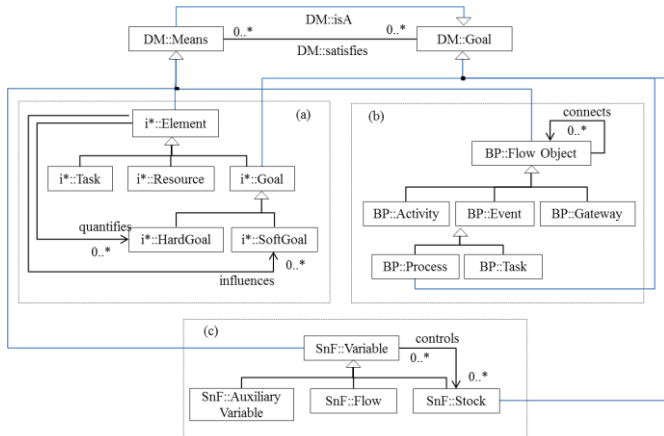 DM::isA
DM::Means
0..*
0..*
DM::Goal
DM::satisfies
(a)
i*::Element
i*::Task
i*::Resource
i*::Goal
quantifies
0..*
i*::HardGoal
i*::SoftGoal
0..*
influences
(b)
connects
0..*
BP::Flow Object
BP::Activity
BP::Event
BP::Gateway
BP::Process
BP::Task
(c)
SnF::Variable
controls
0..*
0..*
SnF::Auxiliary
Variable
SnF::Flow
SnF::Stock